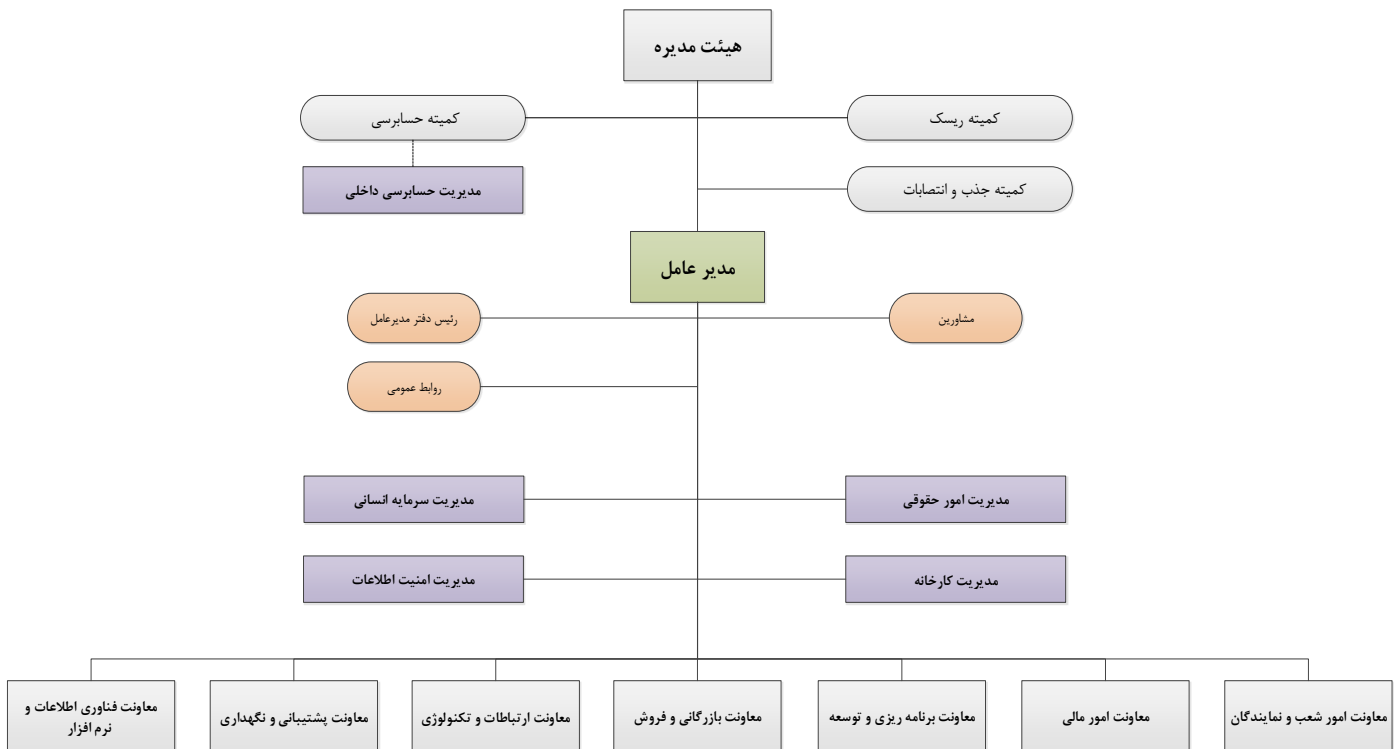 هیئت مدیره
کمیته ریسک
کمیته حسابرسی
کمیته جذب و انتصابات
مدیریت حسابرسی داخلی
مدیر عامل
مشاورین
رئیس دفتر مدیرعامل
روابط عمومی
مدیریت امور حقوقی
مدیریت سرمایه انسانی
مدیریت کارخانه
مدیریت امنیت اطلاعات
معاونت امور شعب و نمایندگان
معاونت امور مالی
معاونت برنامه ریزی و توسعه
معاونت بازرگانی و فروش
معاونت ارتباطات و تکنولوژی
معاونت پشتیبانی و نگهداری
معاونت فناوری اطلاعات و
نرم افزار